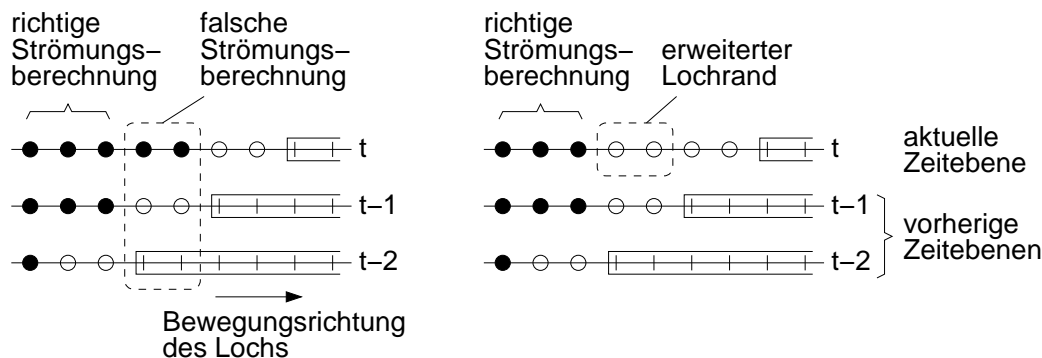 richtige
Strömungs–
berechnung
falsche
Strömungs–
berechnung
t
t–1
t–2
Bewegungsrichtung
des Lochs
richtige
Strömungs–
berechnung
erweiterter
Lochrand
t
t–1
t–2
aktuelle
Zeitebene
vorherige
Zeitebenen